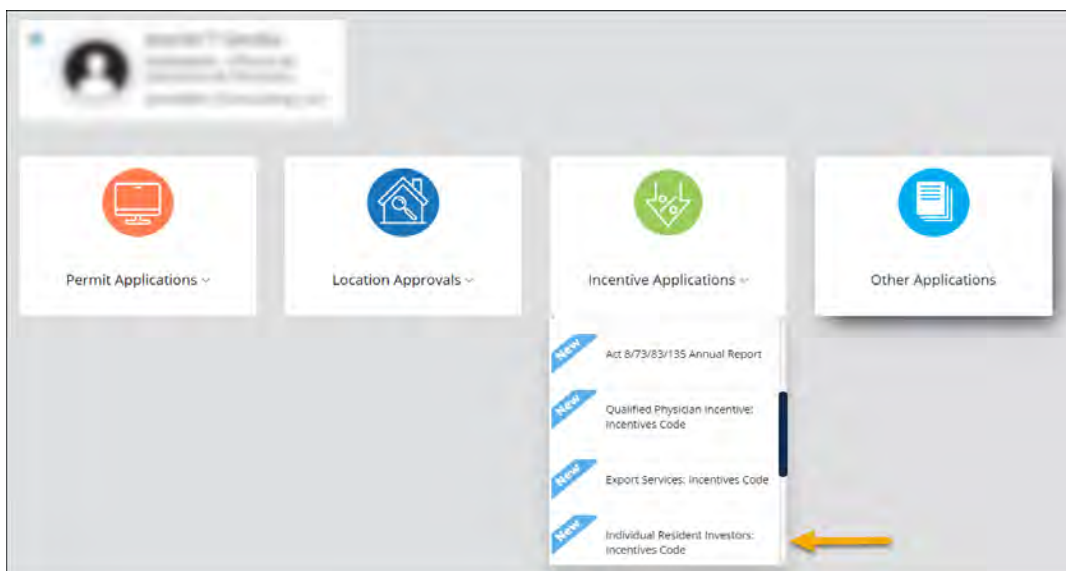 Permit Applications
Location Approvals
Incentive Applications
Other Applications
New
Act 8/73/83/135 Annual Report
New
Qualified Physician Incentive:
Incentives Code
New
Export Services: Incentives Code
New
Individual Resident Investors:
Incentives Code